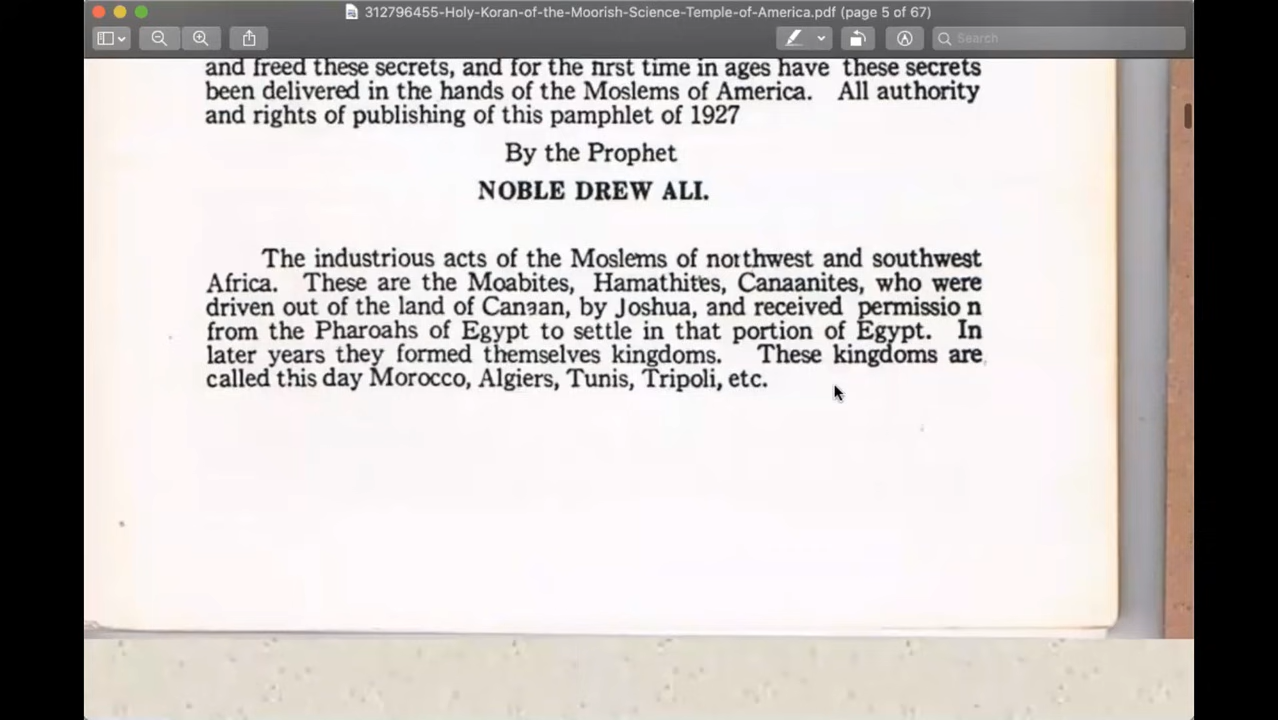 312796455-Holy-Koran-of-the-Moorish-Science-Temple-of-America.pdf (page 5 of 67)
Search
and freed these secrets, and for the first time in ages have these secrets
been delivered in the hands of the Moslems of America. All authority
and rights of publishing of this pamphlet of 1927
By the Prophet
NOBLE DREW ALI.
The industrious acts of the Moslems of northwest and southwest
Africa. These are the Moabites, Hamathites, Canaanites, who were
driven out of the land of Canaan, by Joshua, and received permissio n
from the Pharoahs of Egypt to settle in that portion of Egypt. In
later years they formed themselves kingdoms. These kingdoms are
called this day Morocco, Algiers, Tunis, Tripoli, etc.